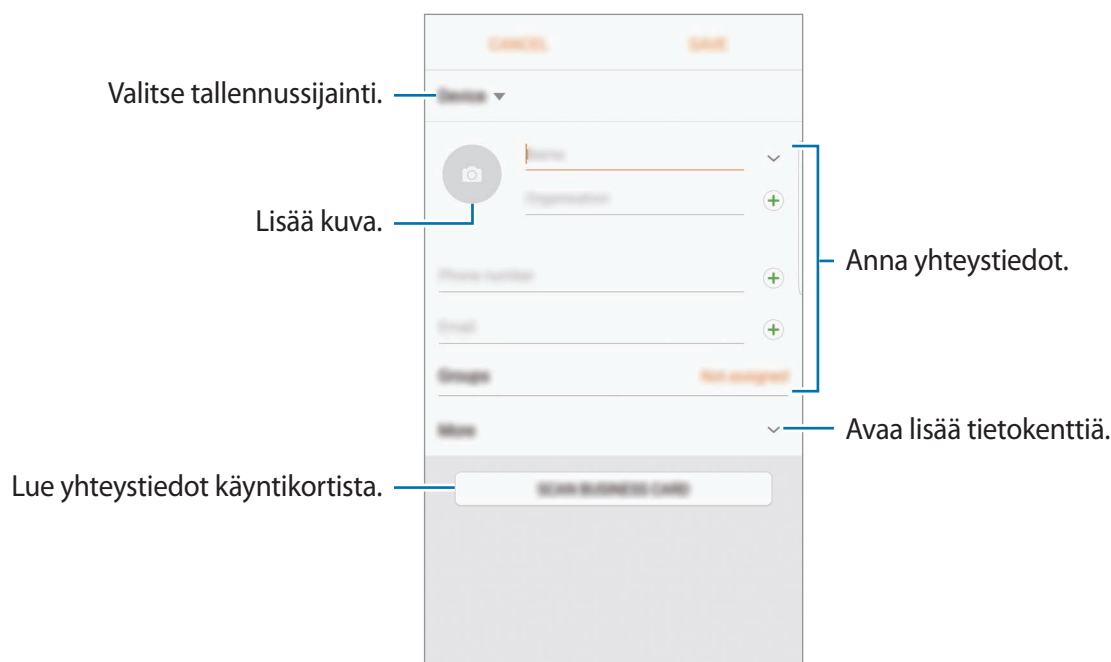 CANCEL SAVE
Valitse tallennussijainti.
Device
Name
Organisation
Lisää kuva.
Anna yhteystiedot.
Phone number
Email
Groups Not assigned
More
Avaa lisää tietokenttiä.
Lue yhteystiedot käyntikortista.
SCAN BUSINESS CARD